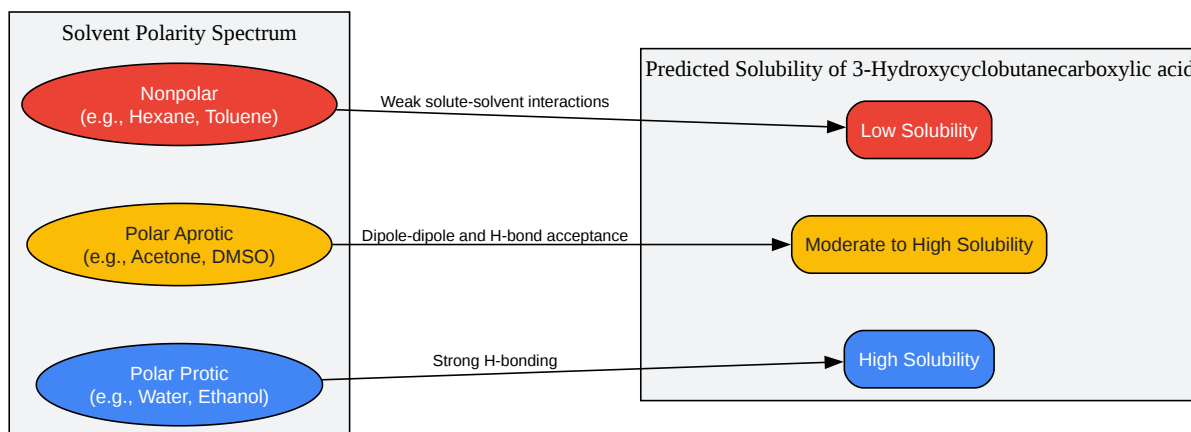 Solvent Polarity Spectrum
Nonpolar
(e.g., Hexane, Toluene)
Weak solute-solvent interactions
Polar Aprotic
(e.g., Acetone, DMSO)
Dipole-dipole and H-bond acceptance
Polar Protic
(e.g., Water, Ethanol)
Strong H-bonding
Predicted Solubility of 3-Hydroxycyclobutanecarboxylic acid
Low Solubility
Moderate to High Solubility
High Solubility